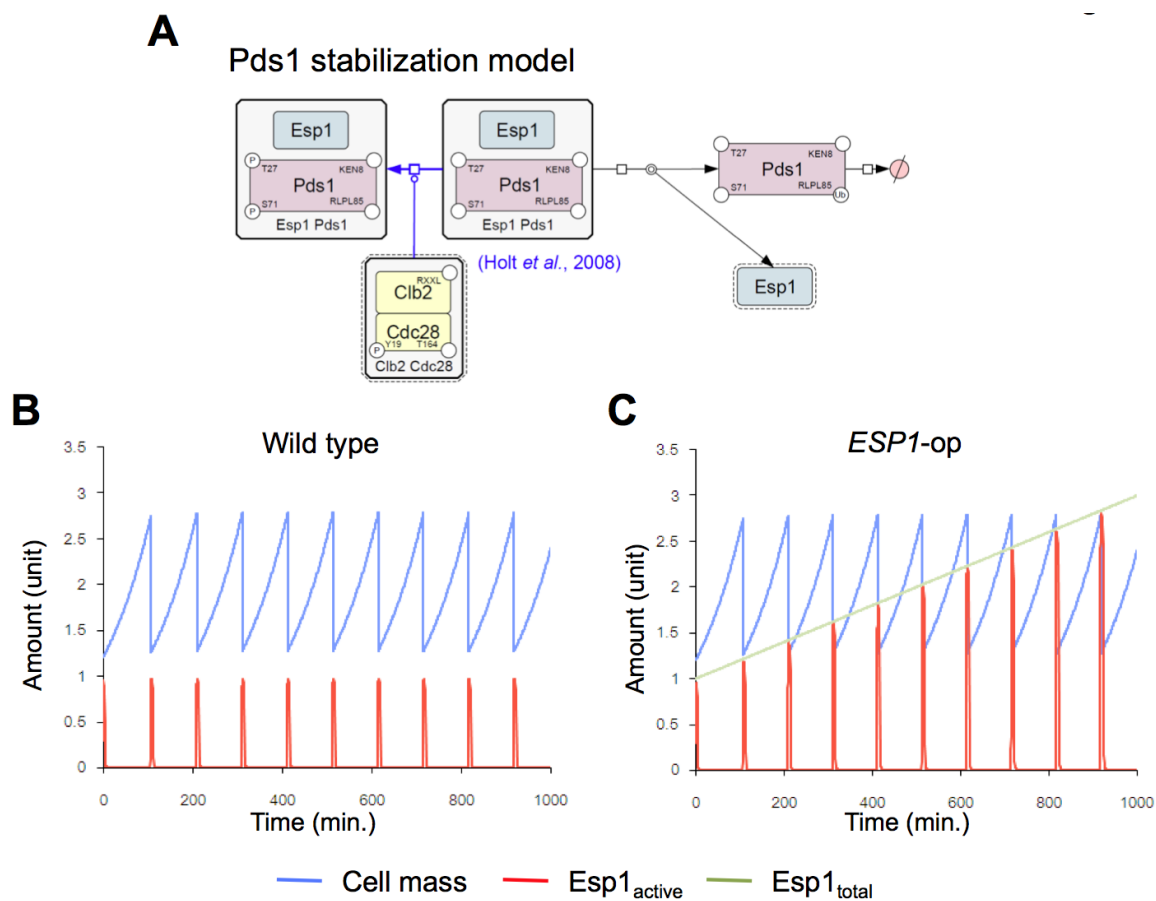 A
Pds1 stabilization model
Esp1
P
T27
KEN8
Pds1
S71
RLPL85
P
Esp1 Pds1
Esp1
T27
KEN8
Pds1
S71
RLPL85
Esp1 Pds1
T27
KEN8
Pds1
S71
RLPL85
Ub
(Holt et al., 2008)
Esp1
RXXL
Clb2
Cdc28
Y19 T164
P
Clb2 Cdc28
B
Wild type
Amount (unit)
3.5
3
2.5
2
1.5
1
0.5
0
0 200 400 600 800 1000
Time (min.)
C
ESP1-op
Amount (unit)
3.5
3
2.5
2
1.5
1
0.5
0
0 200 400 600 800 1000
Time (min.)
Cell mass Esp1active Esp1total